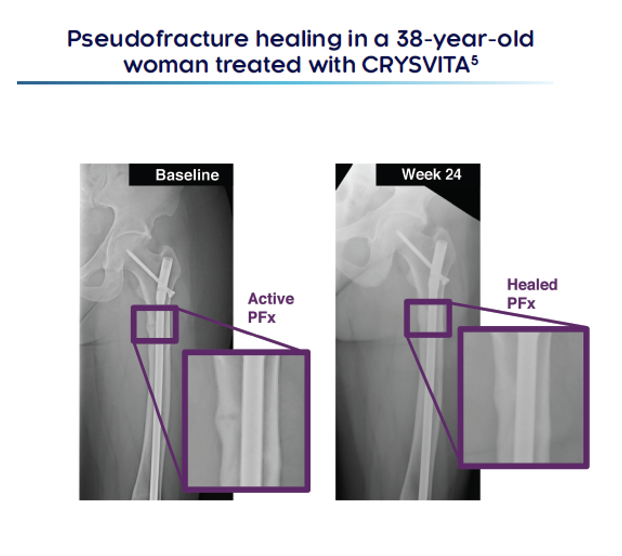 Pseudofracture healing in a 38-year-old
woman treated with CRYSVITA⁵
Baseline
Week 24
Active
PFx
Healed
PFx